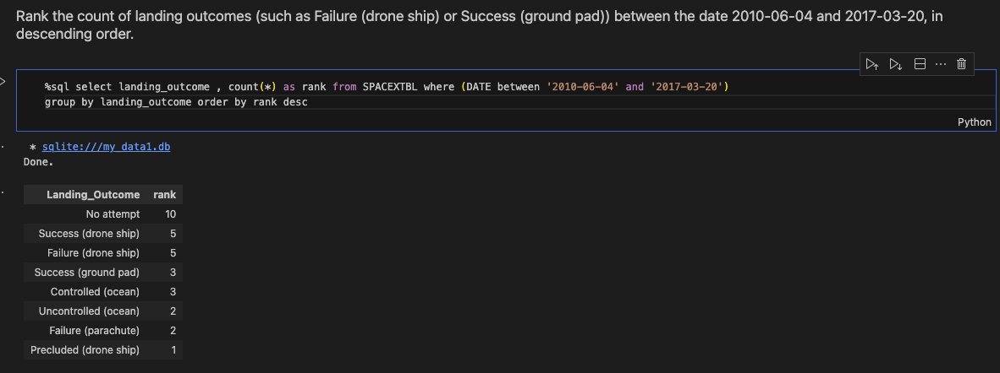 Rank the count of landing outcomes (such as Failure (drone ship) or Success (ground pad)) between the date 2010-06-04 and 2017-03-20, in
descending order.
%sql select landing_outcome , count(*) as rank from SPACEXTBL where (DATE between '2010-06-04' and '2017-03-20')
group by landing_outcome order by rank desc
Python
* sqlite:///my_data1.db
Done.
Landing_Outcome rank
No attempt 10
Success (drone ship) 5
Failure (drone ship) 5
Success (ground pad) 3
Controlled (ocean) 3
Uncontrolled (ocean) 2
Failure (parachute) 2
Precluded (drone ship) 1